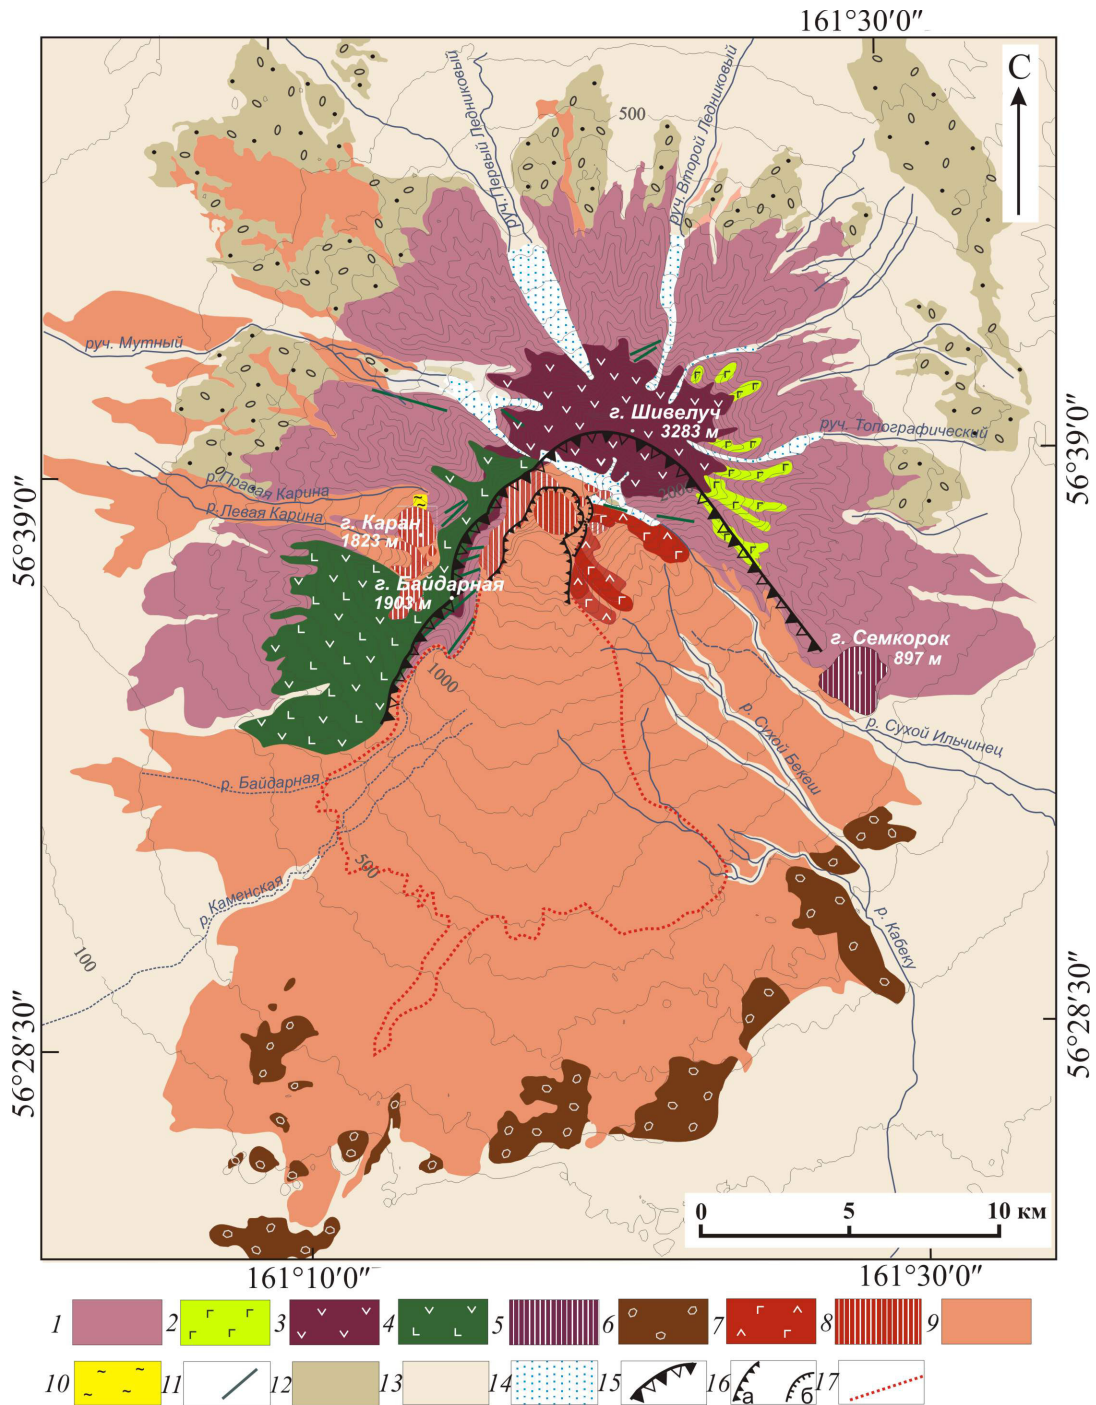 161°30′0″
С
500
руч.Первый Ледниковый
руч. Второй Ледниковый
руч. Мутный
г. Шивелуч
3283 м
руч. Топографический
56°39′0″
56°39′0″
р.Правая Карина
р.Левая Карина
2000
г. Каран
1823 м
г. Байдарная
1903 м
г. Семкорок
897 м
1000
р. Сухой Ильчинец
р. Сухой Бекеш
р. Байдарная
500
р. Каменская
р. Кабеку
100
56°28′30″
56°28′30″
0 5 10 км
161°10′0″
161°30′0″
1 2 3 4 5 6 7 8 9
10 11 12 13 14 15 16 а б 17